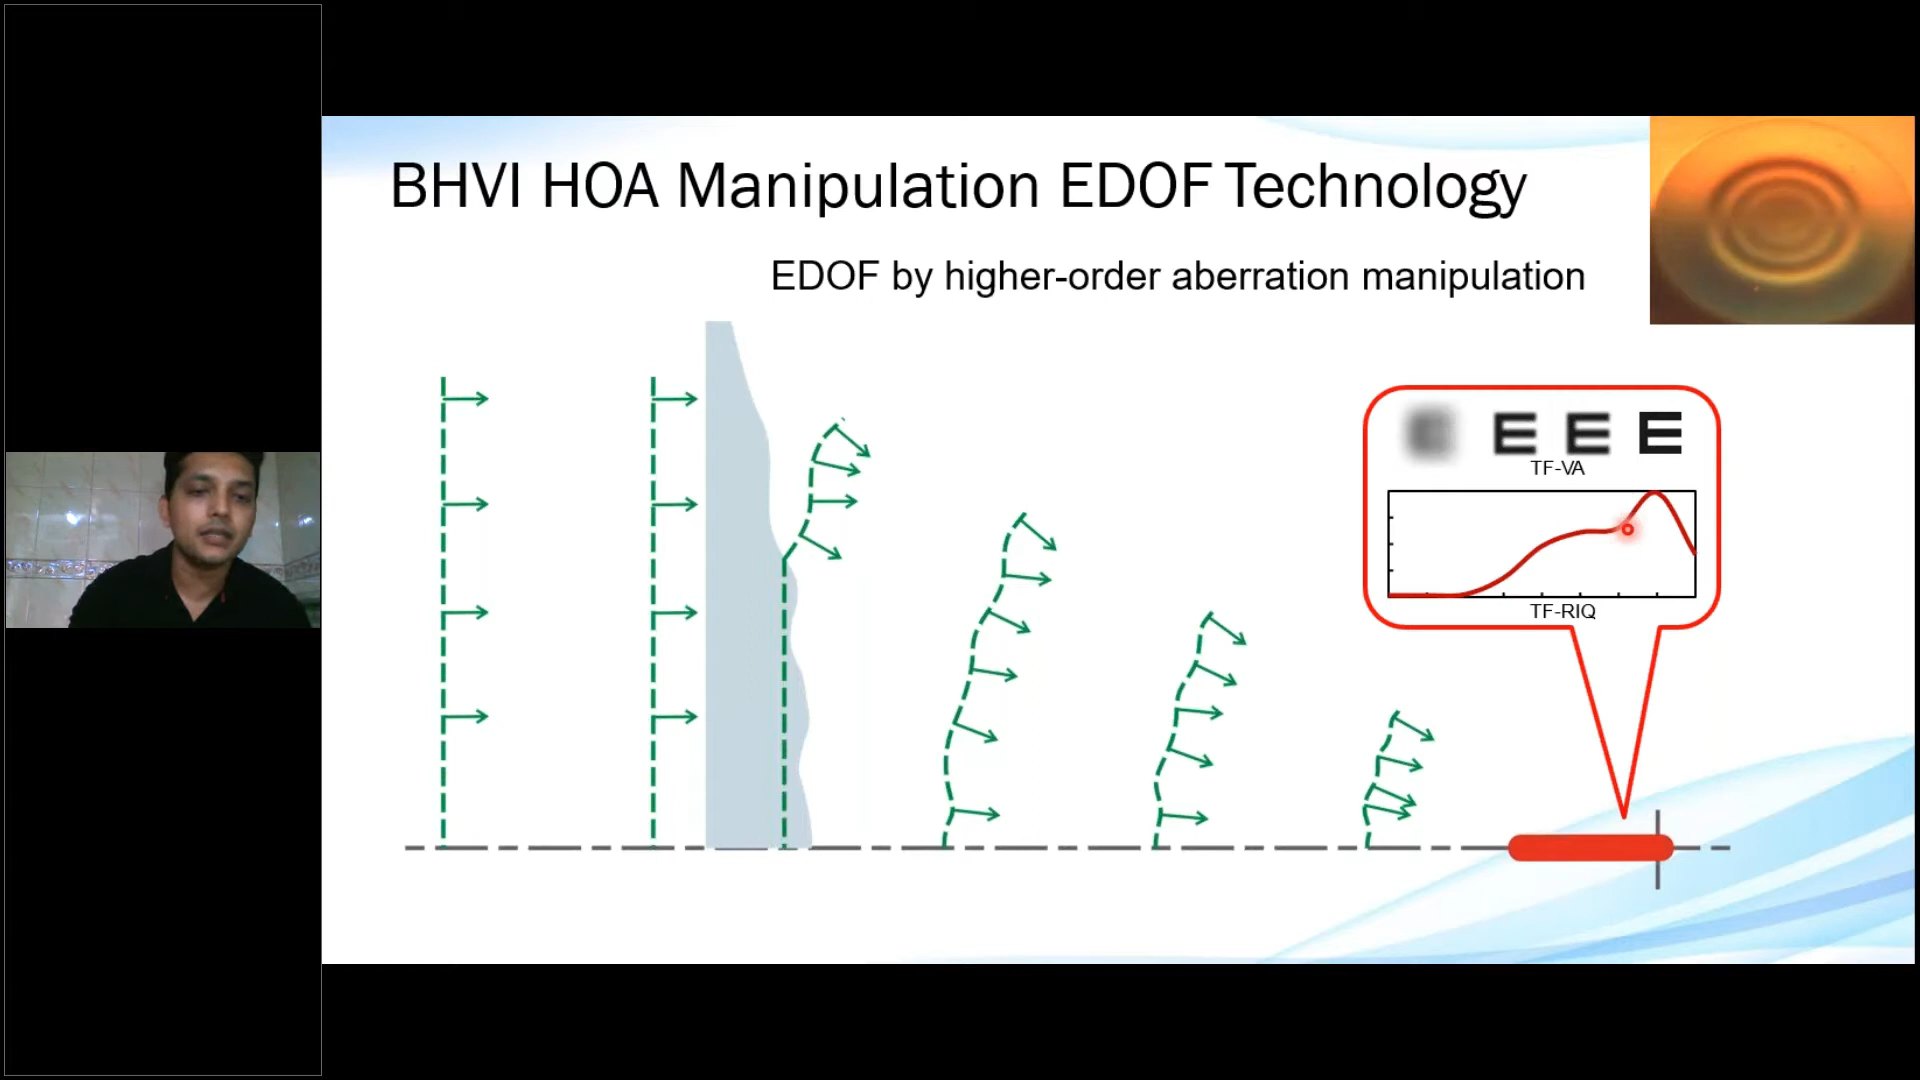 BHVI HOA Manipulation EDOF Technology
EDOF by higher-order aberration manipulation
E E E E
TF-VA
TF-RIQ